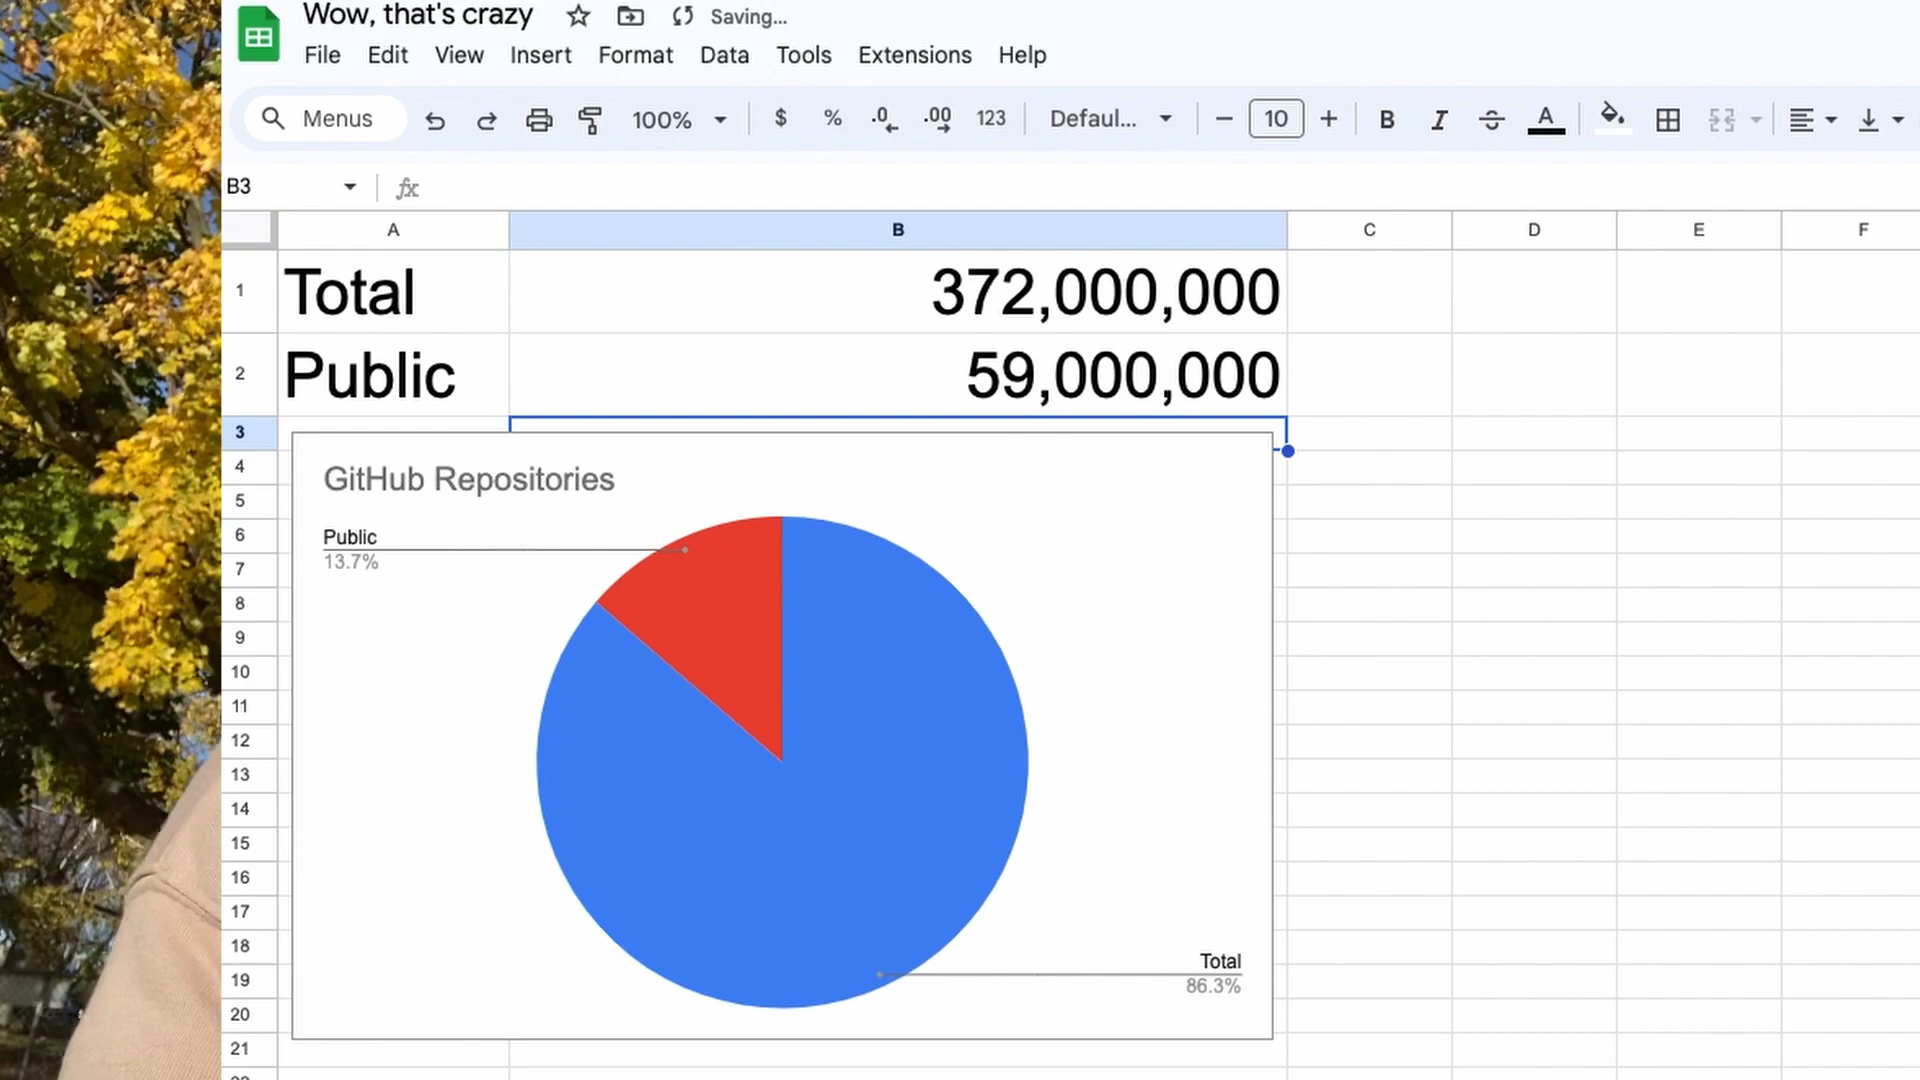 Wow, that's crazy
Saving...
File Edit View Insert Format Data Tools Extensions Help
Menus 100% $ % .0 .00 123 Defaul... 10 B I S A
B3 fx
A B C D E F
1 Total 372,000,000
2 Public 59,000,000
3
4
GitHub Repositories
5
6
Public
7
13.7%
8
9
10
11
12
13
14
15
16
17
18
Total
19
86.3%
20
21